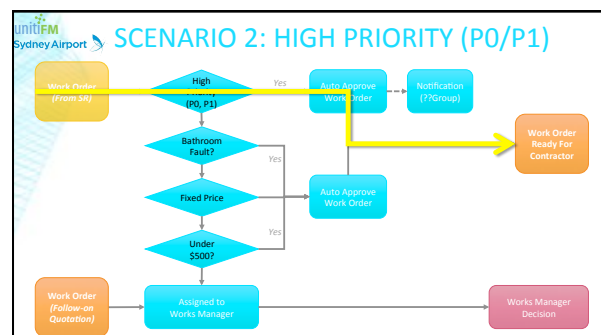 unitiFM
Sydney Airport
SCENARIO 2: HIGH PRIORITY (P0/P1)
Work Order
(From SR)
High
Priority
(P0, P1)
Yes
Auto Approve
Work Order
Notification
(??Group)
Work Order
Ready For
Contractor
Bathroom
Fault?
Yes
Fixed Price
Auto Approve
Work Order
Yes
Under
$500?
Work Order
(Follow-on
Quotation)
Assigned to
Works Manager
Works Manager
Decision